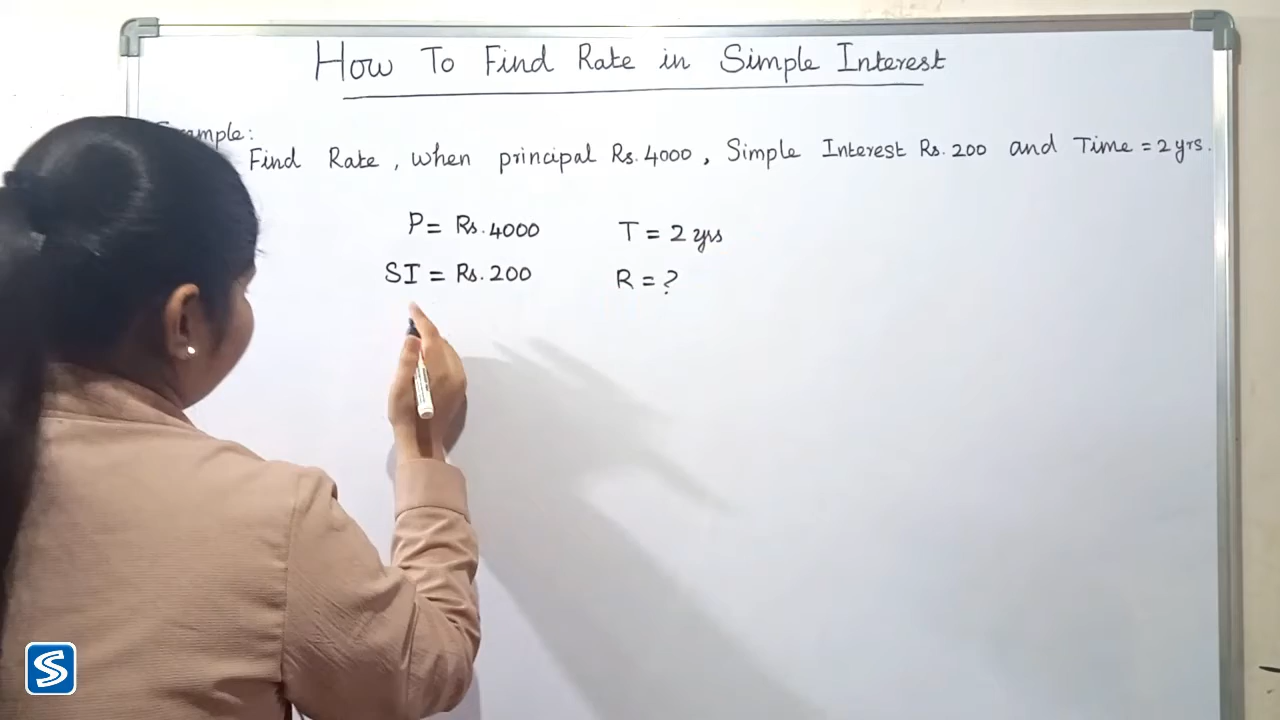 How To Find Rate in Simple Interest
Example:
Find Rate, when principal Rs. 4000, Simple Interest Rs. 200 and Time = 2 yrs.
P = Rs. 4000 T = 2 yrs
SI = Rs. 200 R = ?
S